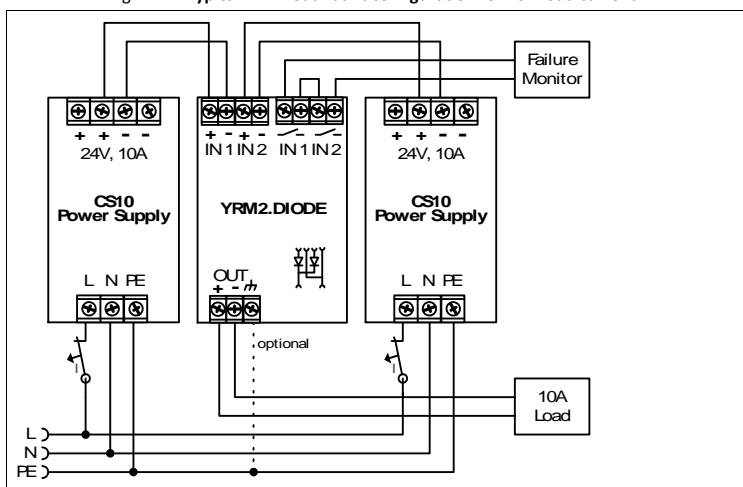 Failure
Monitor
+ + - -
24V, 10A
CS10
Power Supply
L N PE
+ - + -
IN 1 IN 2
IN 1 IN 2
YRM2.DIODE
OUT
+ -
optional
+ + - -
24V, 10A
CS10
Power Supply
L N PE
I
I
10A
Load
L
N
PE